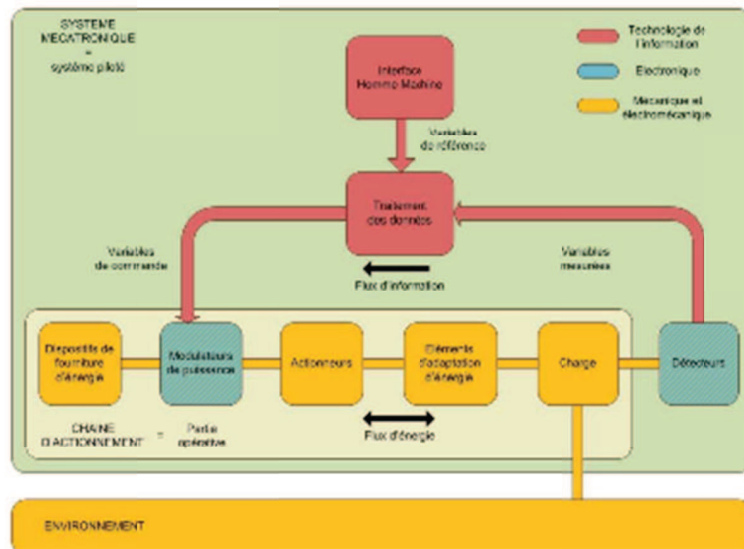 SYSTEME
MECATRONIQUE
=
système piloté
Technologie de
l'information
Electronique
Mécanique et
électromécanique
Interface
Homme Machine
Variables
de référence
Traitement
des données
Variables
de commande
Variables
mesurées
Flux d'information
Dispositifs de
fourniture
d'énergie
Modulateurs
de puissance
Actionneurs
Eléments
d'adaptation
d'énergie
Charge
Détecteurs
CHAINE
D'ACTIONNEMENT
=
Partie
opérative
Flux d'énergie
ENVIRONNEMENT